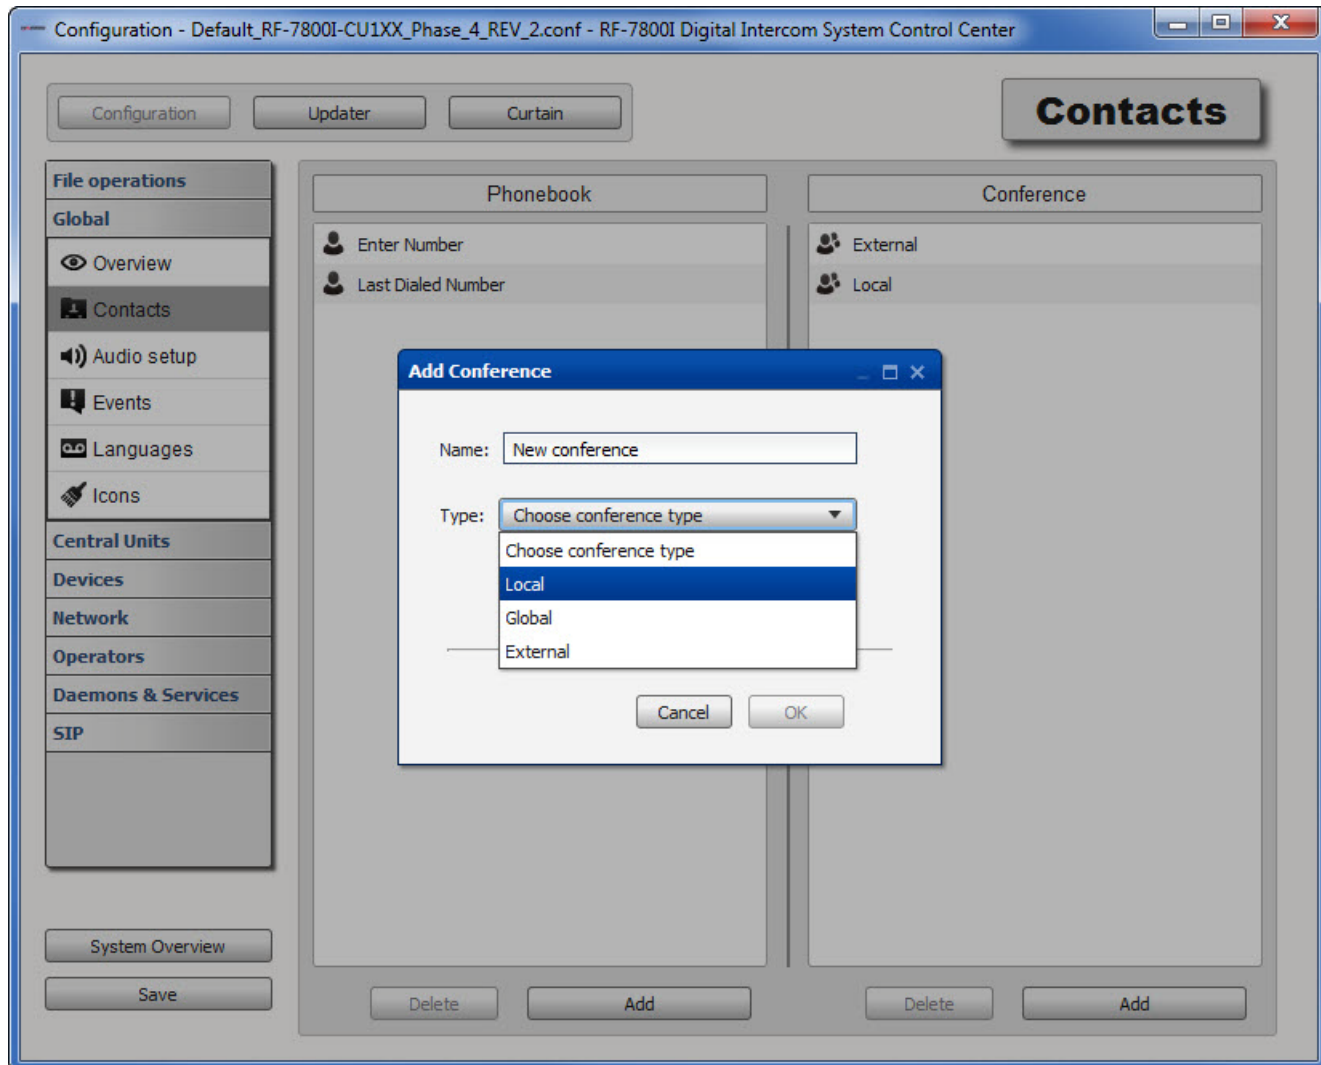 Configuration - Default_RF-7800I-CU1XX_Phase_4_REV_2.conf - RF-7800I Digital Intercom System Control Center
Configuration Updater Curtain
Contacts
File operations
Global
Overview
Contacts
Audio setup
Events
Languages
Icons
Central Units
Devices
Network
Operators
Daemons & Services
SIP
System Overview
Save
Phonebook
Enter Number
Last Dialed Number
Delete Add
Conference
External
Local
Delete Add
Add Conference
Name: New conference
Type: Choose conference type
Choose conference type
Local
Global
External
Cancel OK